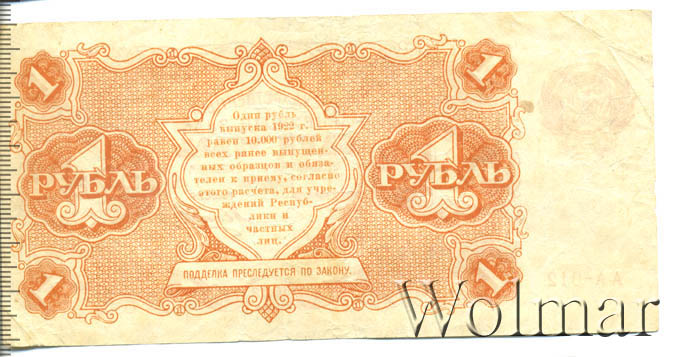 1
1
Один рубль
выпуска 1922 г.
равен 10.000 рублей
всех ранее выпущен-
ных образцов и обяза-
телен к приему, согласно
этого расчета, для учре-
ждений Респуб-
лики и
частных
лиц.
1
РУБЛЬ
1
РУБЛЬ
ПОДДЕЛКА ПРЕСЛЕДУЕТСЯ ПО ЗАКОНУ.
1
1
АА-012
Wolmar